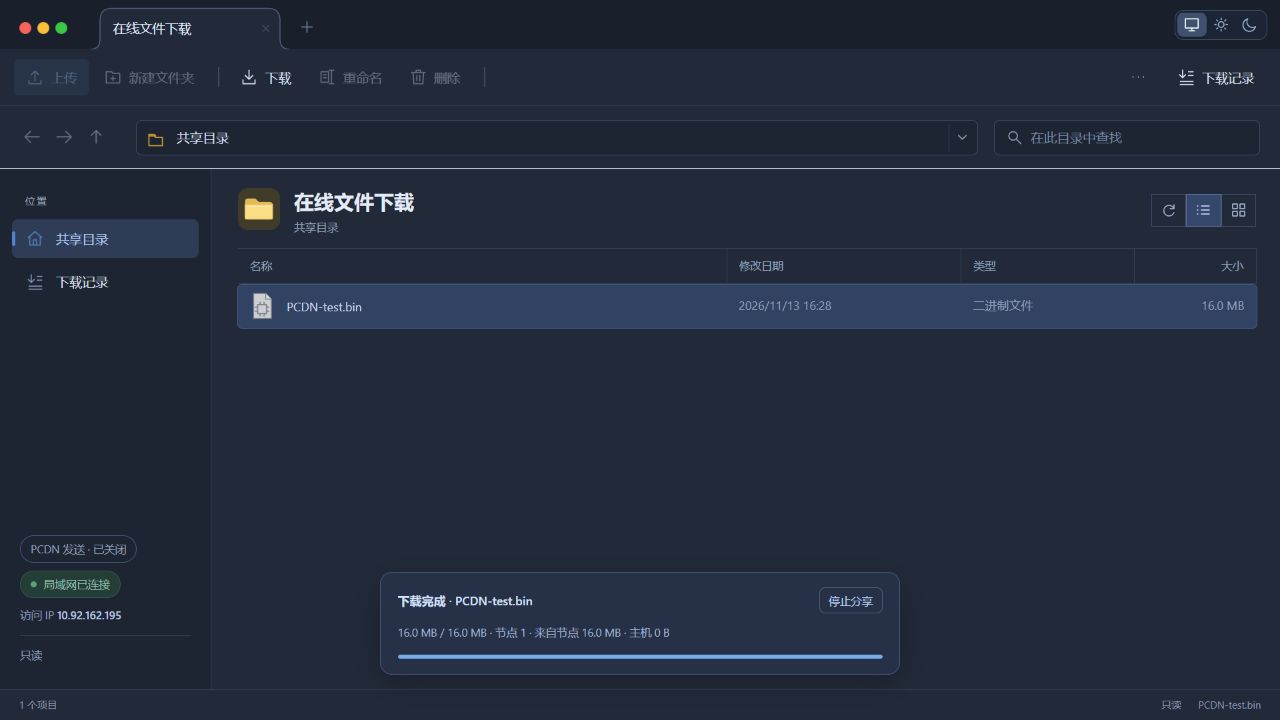 在线文件下载
上传 新建文件夹 下载 重命名 删除 ··· 下载记录
共享目录 在此目录中查找
位置
共享目录
下载记录
在线文件下载
共享目录
名称 修改日期 类型 大小
PCDN-test.bin 2026/11/13 16:28 二进制文件 16.0 MB
PCDN 发送 · 已关闭
局域网已连接
访问 IP 10.92.162.195
只读
下载完成 · PCDN-test.bin 停止分享
16.0 MB / 16.0 MB · 节点 1 · 来自节点 16.0 MB · 主机 0 B
1 个项目 只读 PCDN-test.bin